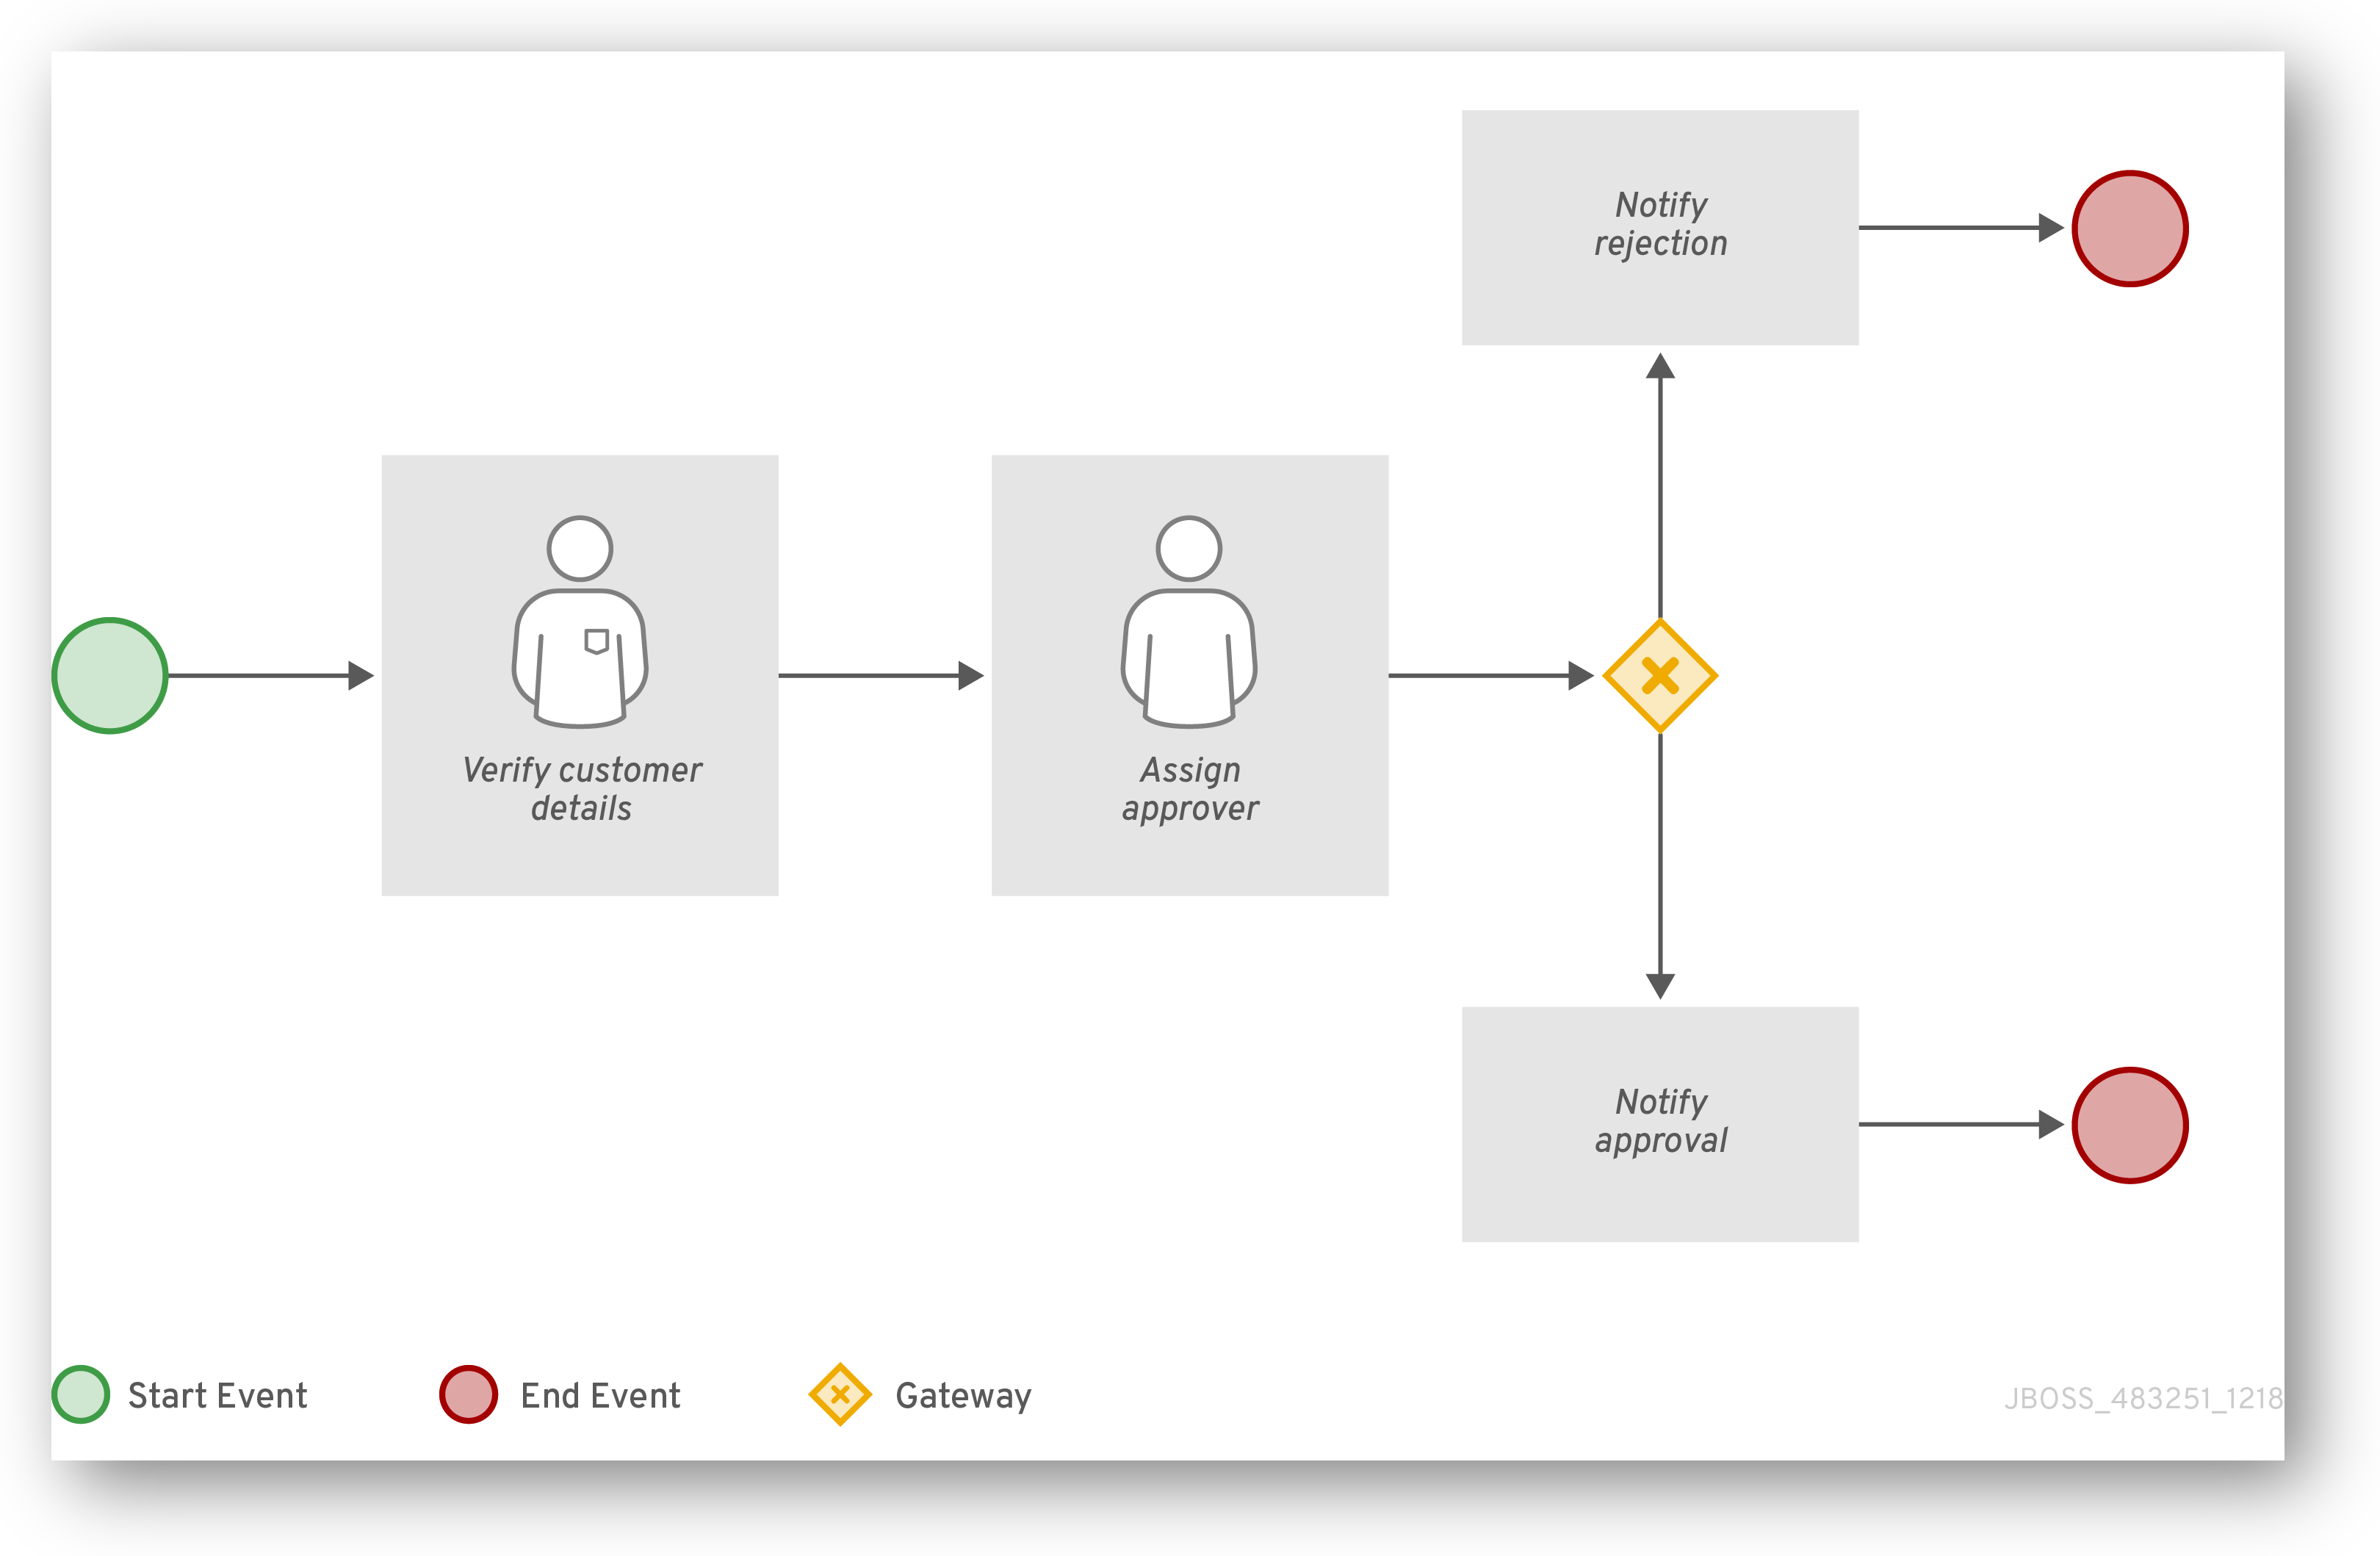 Notify
rejection
Verify customer
details
Assign
approver
Notify
approval
Start Event
End Event
Gateway
JBOSS_483251_1218